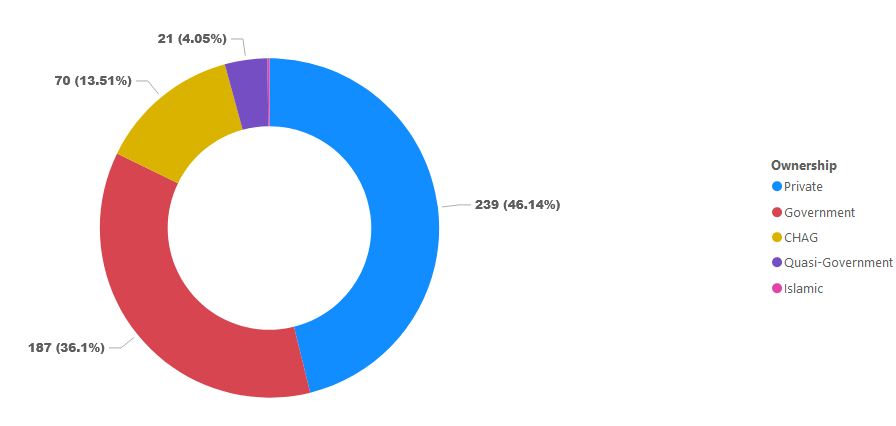 21 (4.05%)
70 (13.51%)
239 (46.14%)
187 (36.1%)
Ownership
Private
Government
CHAG
Quasi-Government
Islamic